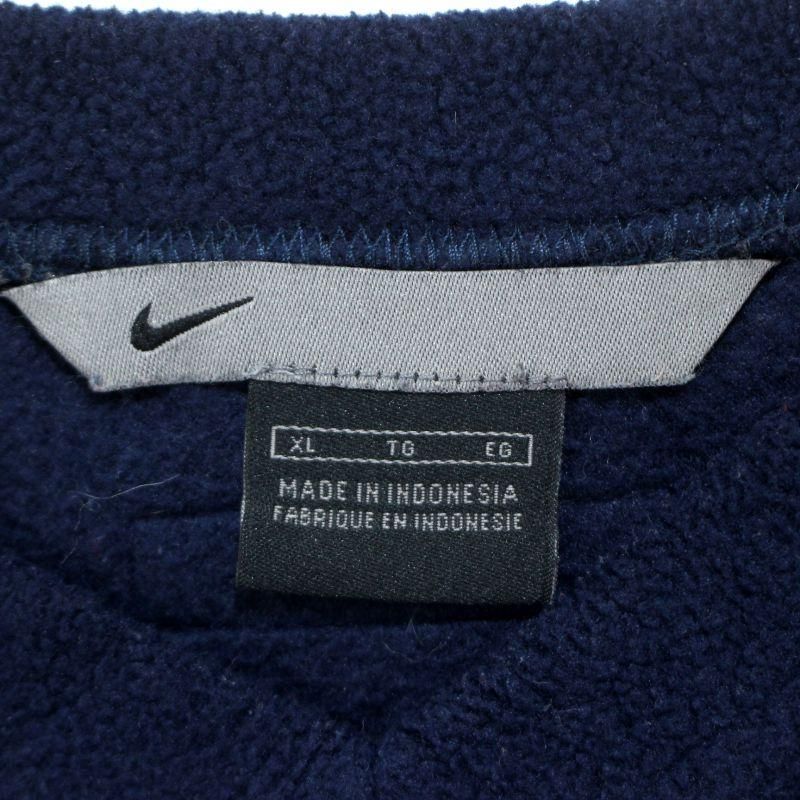 XL TG EG
MADE IN INDONESIA
FABRIQUE EN INDONESIE